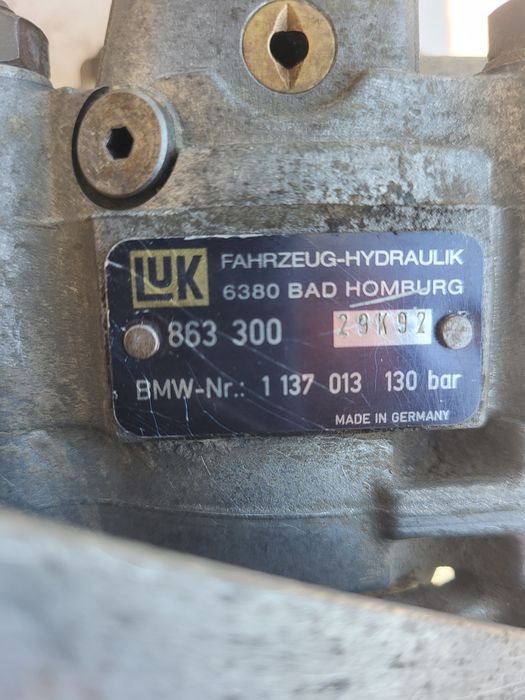 LUK FAHRZEUG-HYDRAULIK
6380 BAD HOMBURG
863 300 29K92
BMW-Nr.: 1 137 013 130 bar
MADE IN GERMANY